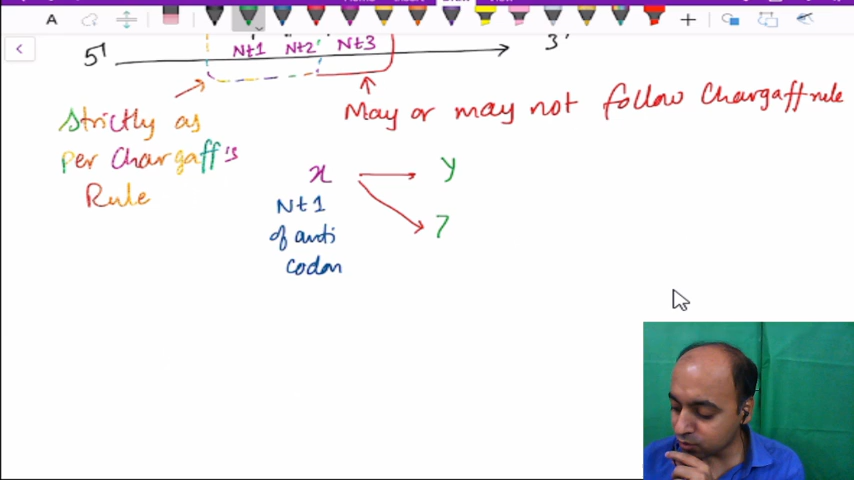 A
5' Nt1 Nt2 Nt3 3'
Strictly as
per Chargaff's
Rule
May or may not follow Chargaff rule
x
y
Nt1
of anti
codon